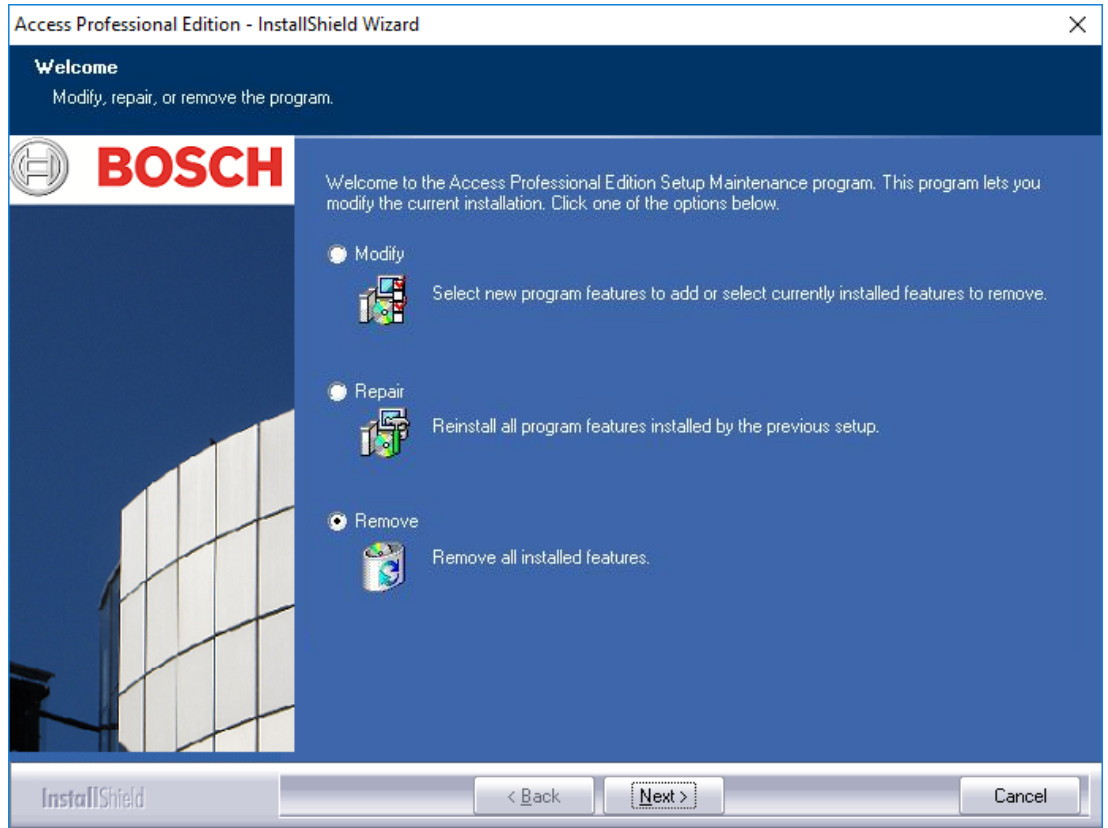 Access Professional Edition - InstallShield Wizard
Welcome
Modify, repair, or remove the program.
BOSCH
Welcome to the Access Professional Edition Setup Maintenance program. This program lets you
modify the current installation. Click one of the options below.
Modify
Select new program features to add or select currently installed features to remove.
Repair
Reinstall all program features installed by the previous setup.
Remove
Remove all installed features.
InstallShield
< Back
Next >
Cancel